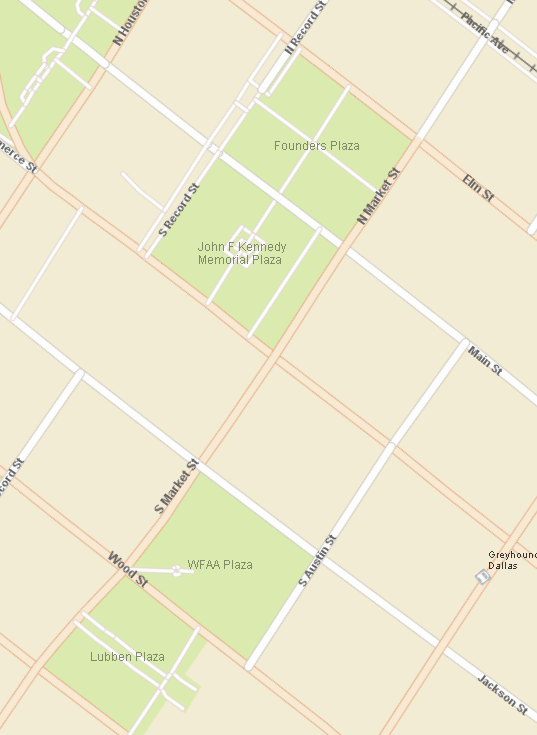 N Houston
N Record St
Pacific Ave
Founders Plaza
Elm St
N Market St
S Record St
John F Kennedy
Memorial Plaza
Main St
S Market St
WFAA Plaza
Wood St
S Austin St
Greyhound
Dallas
Lubben Plaza
Jackson St
merce St
cord St